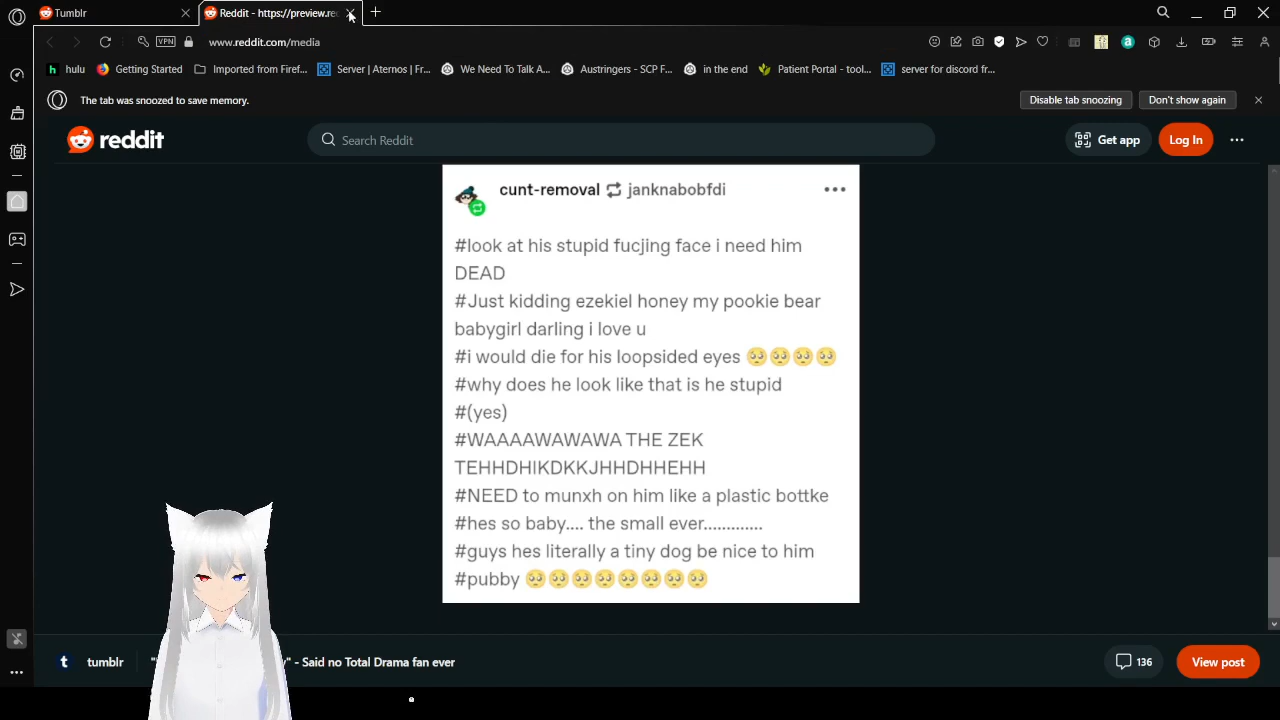 Tumblr
Reddit - https://preview.re
VPN
www.reddit.com/media
hulu
Getting Started
Imported from Firef...
Server | Aternos | Fr...
We Need To Talk A...
Austringers - SCP F...
in the end
Patient Portal - tool...
server for discord fr...
The tab was snoozed to save memory.
Disable tab snoozing
Don't show again
reddit
Search Reddit
Get app
Log In
cunt-removal janknabobfdi
#look at his stupid fucjing face i need him
DEAD
#Just kidding ezekiel honey my pookie bear
babygirl darling i love u
#i would die for his loopsided eyes 🥺🥺🥺🥺
#why does he look like that is he stupid
#(yes)
#WAAAAWAWAWA THE ZEK
TEHHDHIKDKKJHHDHHEHH
#NEED to munxh on him like a plastic bottke
#hes so baby.... the small ever.............
#guys hes literally a tiny dog be nice to him
#pubby 🥺🥺🥺🥺🥺🥺🥺🥺
t
tumblr
" - Said no Total Drama fan ever
136
View post